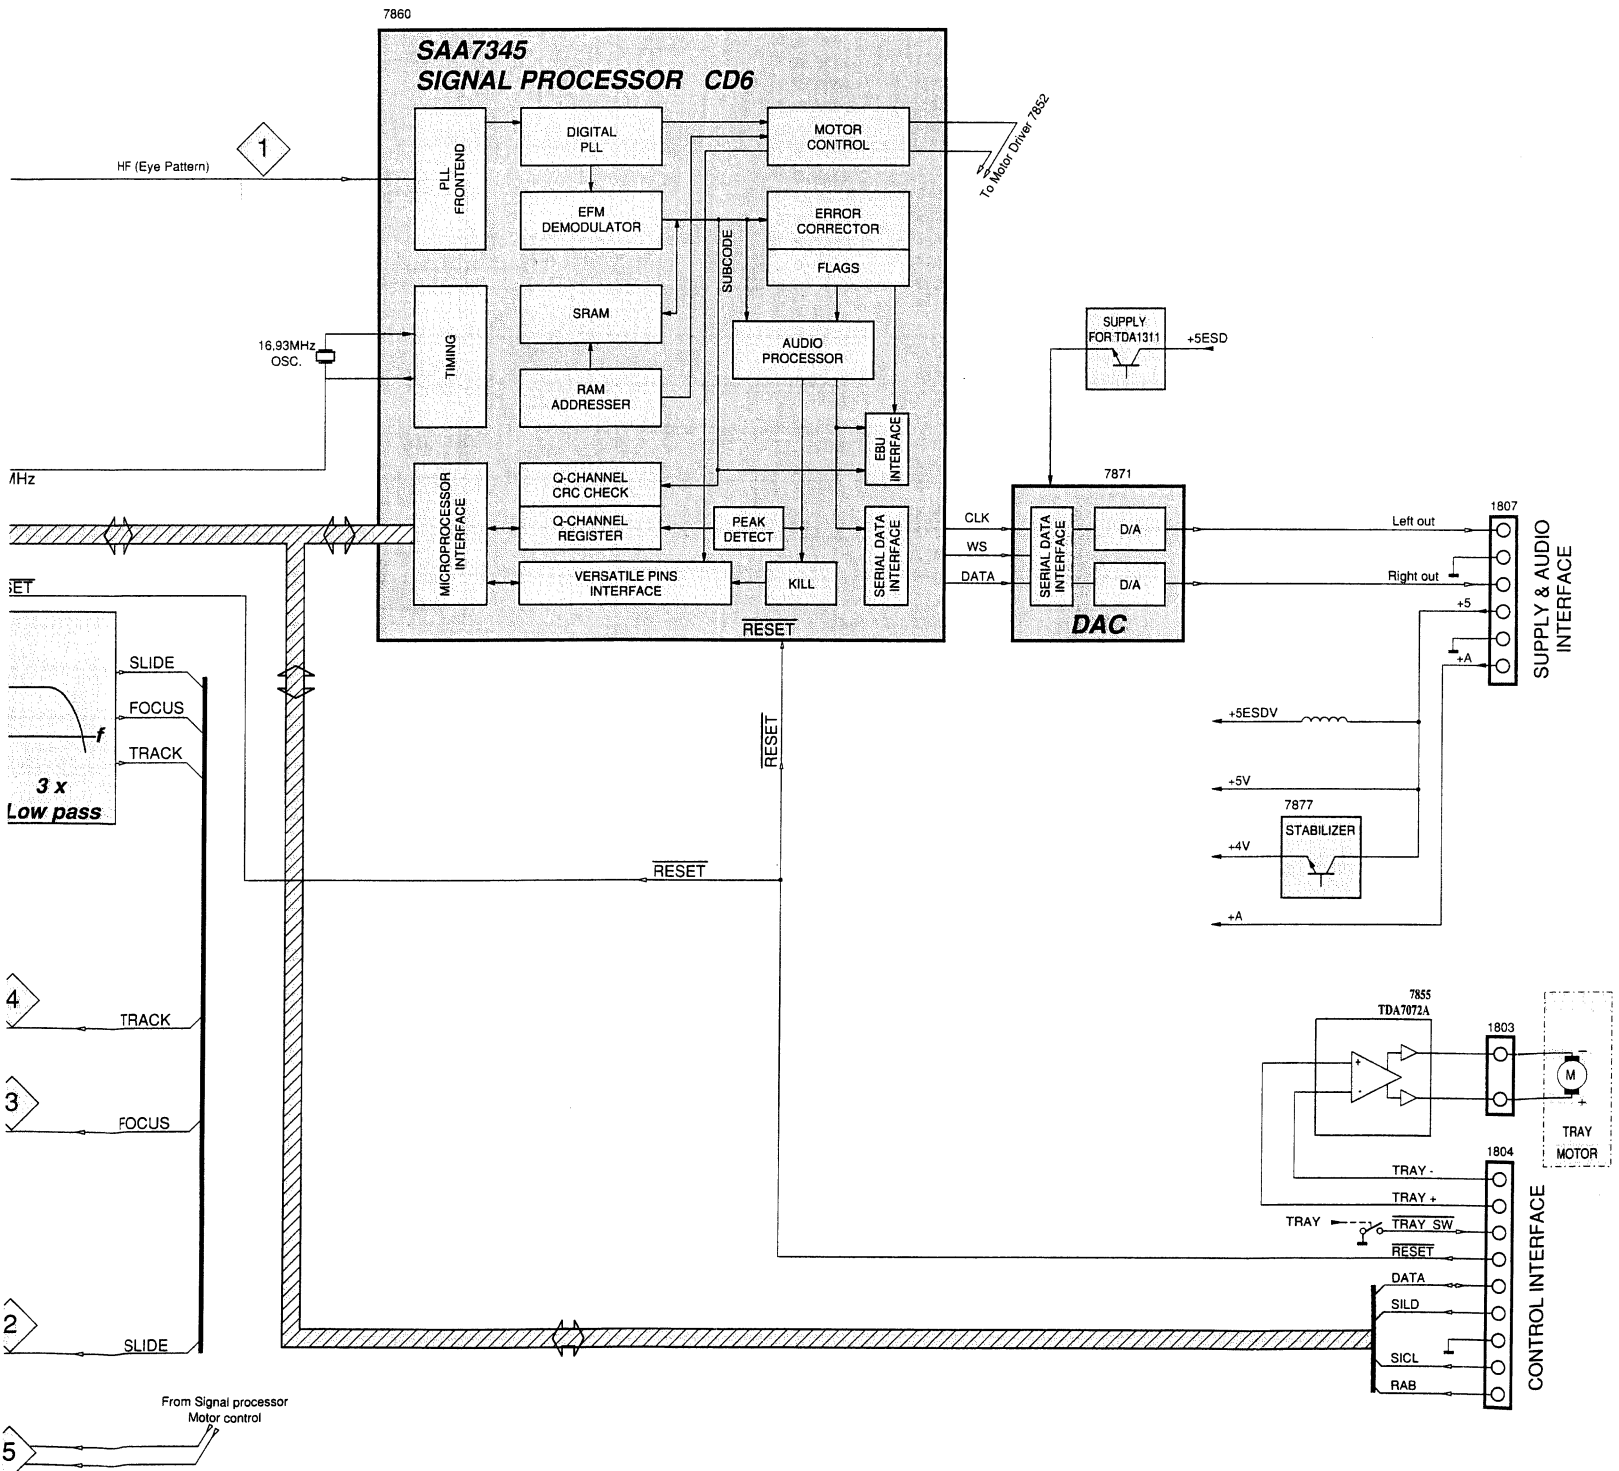 7860
SAA7345
SIGNAL PROCESSOR CD6
PLL FRONTEND
DIGITAL
PLL
MOTOR
CONTROL
To Motor Driver 7852
1
HF (Eye Pattern)
EFM
DEMODULATOR
ERROR
CORRECTOR
FLAGS
SUBCODE
TIMING
SRAM
AUDIO
PROCESSOR
16,93MHz
OSC.
RAM
ADDRESSER
SUPPLY
FOR TDA1311
+5ESD
EBU
INTERFACE
MHz
MICROPROCESSOR
INTERFACE
Q-CHANNEL
CRC CHECK
Q-CHANNEL
REGISTER
PEAK
DETECT
SERIAL DATA
INTERFACE
VERSATILE PINS
INTERFACE
KILL
RESET
CLK
WS
DATA
7871
SERIAL DATA
INTERFACE
D/A
D/A
DAC
Left out
Right out
+5
+A
1807
SUPPLY & AUDIO
INTERFACE
SET
SLIDE
FOCUS
TRACK
f
3 x
Low pass
RESET
RESET
+5ESDV
+5V
7877
STABILIZER
+4V
+A
4
TRACK
3
FOCUS
2
SLIDE
From Signal processor
Motor control
5
7855
TDA7072A
+
-
1803
-
M
+
TRAY
MOTOR
1804
TRAY -
TRAY +
TRAY
TRAY SW
RESET
DATA
SILD
SICL
RAB
CONTROL INTERFACE